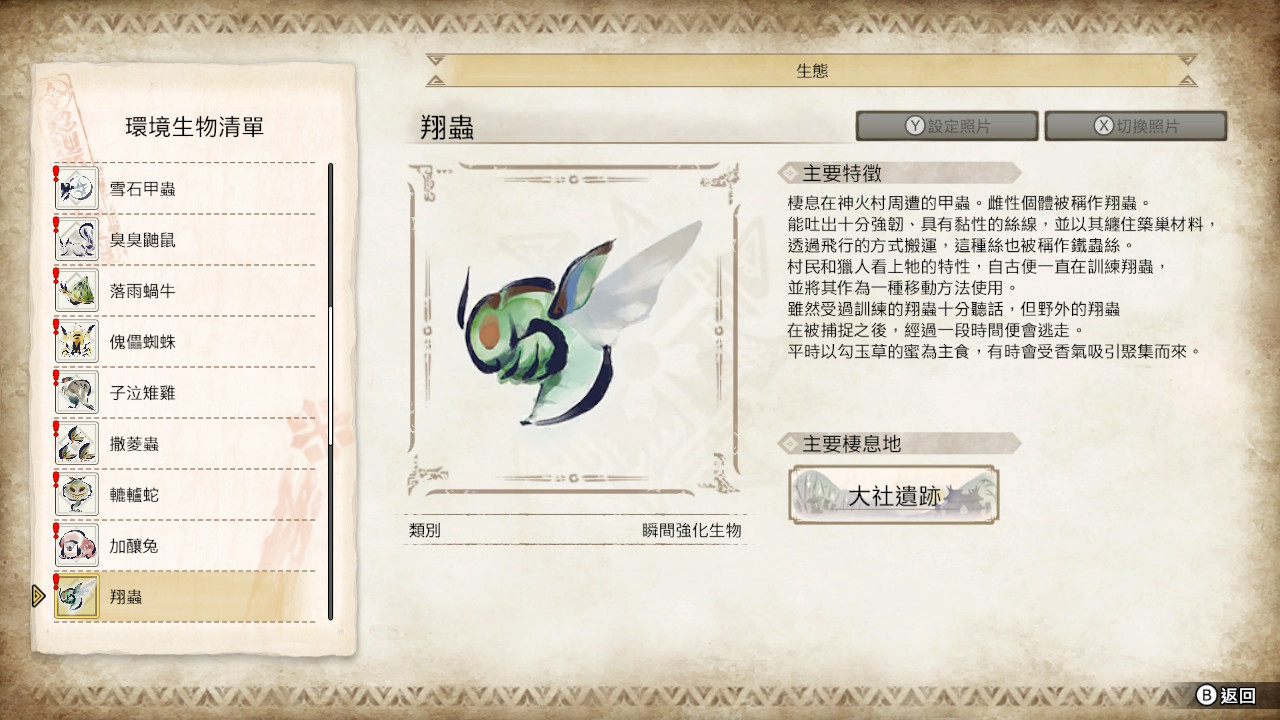 生態
環境生物清單
雪石甲蟲
臭臭鼬鼠
落雨蝸牛
傀儡蜘蛛
子泣雉雞
撒菱蟲
轆轤蛇
加釀兔
翔蟲
翔蟲
Y設定照片
X切換照片
類別
瞬間強化生物
主要特徵
棲息在神火村周遭的甲蟲。雌性個體被稱作翔蟲。
能吐出十分強韌、具有黏性的絲線，並以其纏住築巢材料，
透過飛行的方式搬運，這種絲也被稱作鐵蟲絲。
村民和獵人看上牠的特性，自古便一直在訓練翔蟲，
並將其作為一種移動方法使用。
雖然受過訓練的翔蟲十分聽話，但野外的翔蟲
在被捕捉之後，經過一段時間便會逃走。
平時以勾玉草的蜜為主食，有時會受香氣吸引聚集而來。
主要棲息地
大社遺跡
B返回